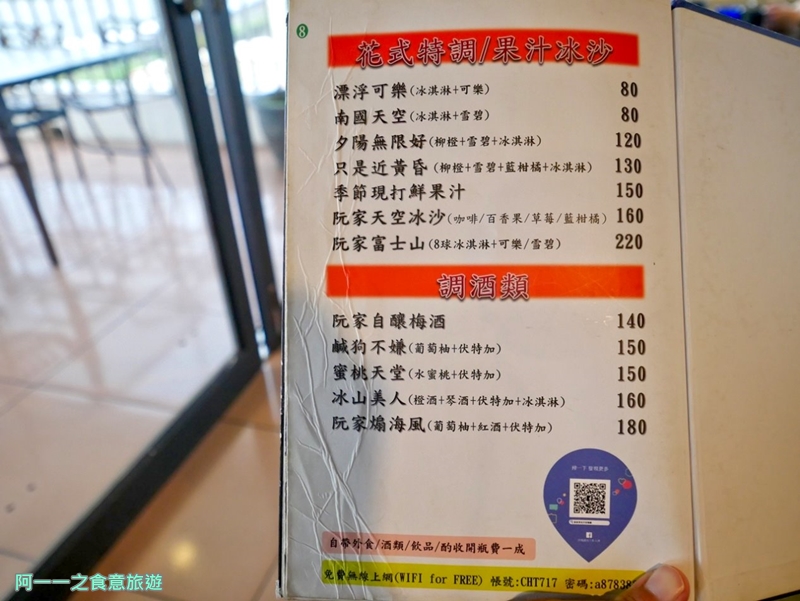 8
花式特調/果汁冰沙
漂浮可樂(冰淇淋+可樂) 80
南國天空(冰淇淋+雪碧) 80
夕陽無限好(柳橙+雪碧+冰淇淋) 120
只是近黃昏(柳橙+雪碧+藍柑橘+冰淇淋) 130
季節現打鮮果汁 150
阮家天空冰沙(咖啡/百香果/草莓/藍柑橘) 160
阮家富士山(8球冰淇淋+可樂/雪碧) 220
調酒類
阮家自釀梅酒 140
鹹狗不嫌(葡萄柚+伏特加) 150
蜜桃天堂(水蜜桃+伏特加) 150
冰山美人(橙酒+琴酒+伏特加+冰淇淋) 160
阮家煽海風(葡萄柚+紅酒+伏特加) 180
自帶外食/酒類/飲品/酌收開瓶費一成
免費無線上網(WIFI for FREE) 帳號:CHT717 密碼:a8783
阿一一之食意旅遊